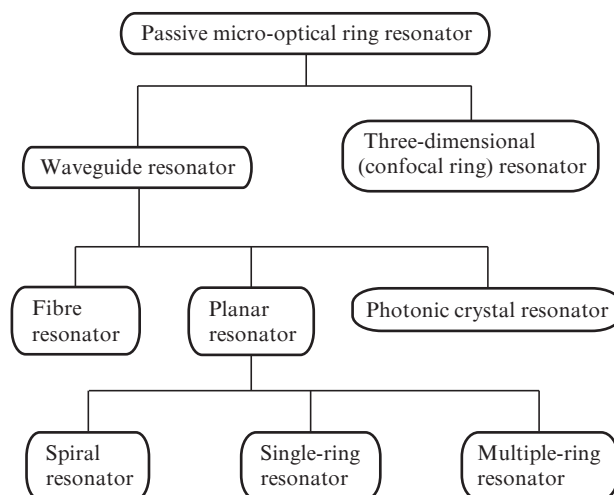 Passive micro-optical ring resonator
Waveguide resonator
Three-dimensional
(confocal ring) resonator
Fibre
resonator
Planar
resonator
Photonic crystal resonator
Spiral
resonator
Single-ring
resonator
Multiple-ring
resonator